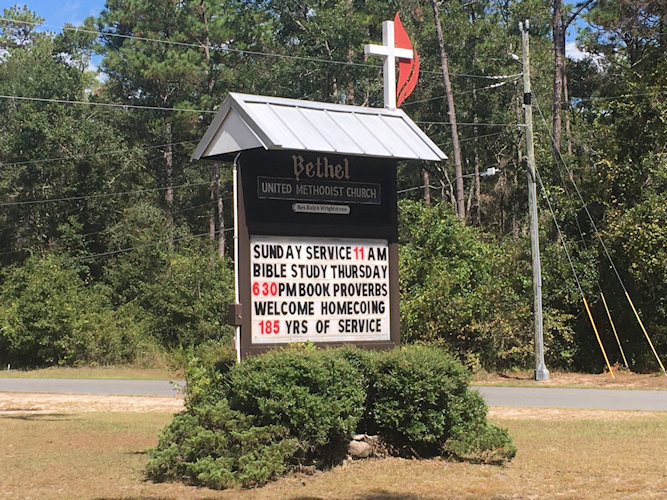 Bethel
UNITED METHODIST CHURCH
Rev Ralph Wrightstone
SUNDAY SERVICE 11 AM
BIBLE STUDY THURSDAY
630PM BOOK PROVERBS
WELCOME HOMECOING
185 YRS OF SERVICE